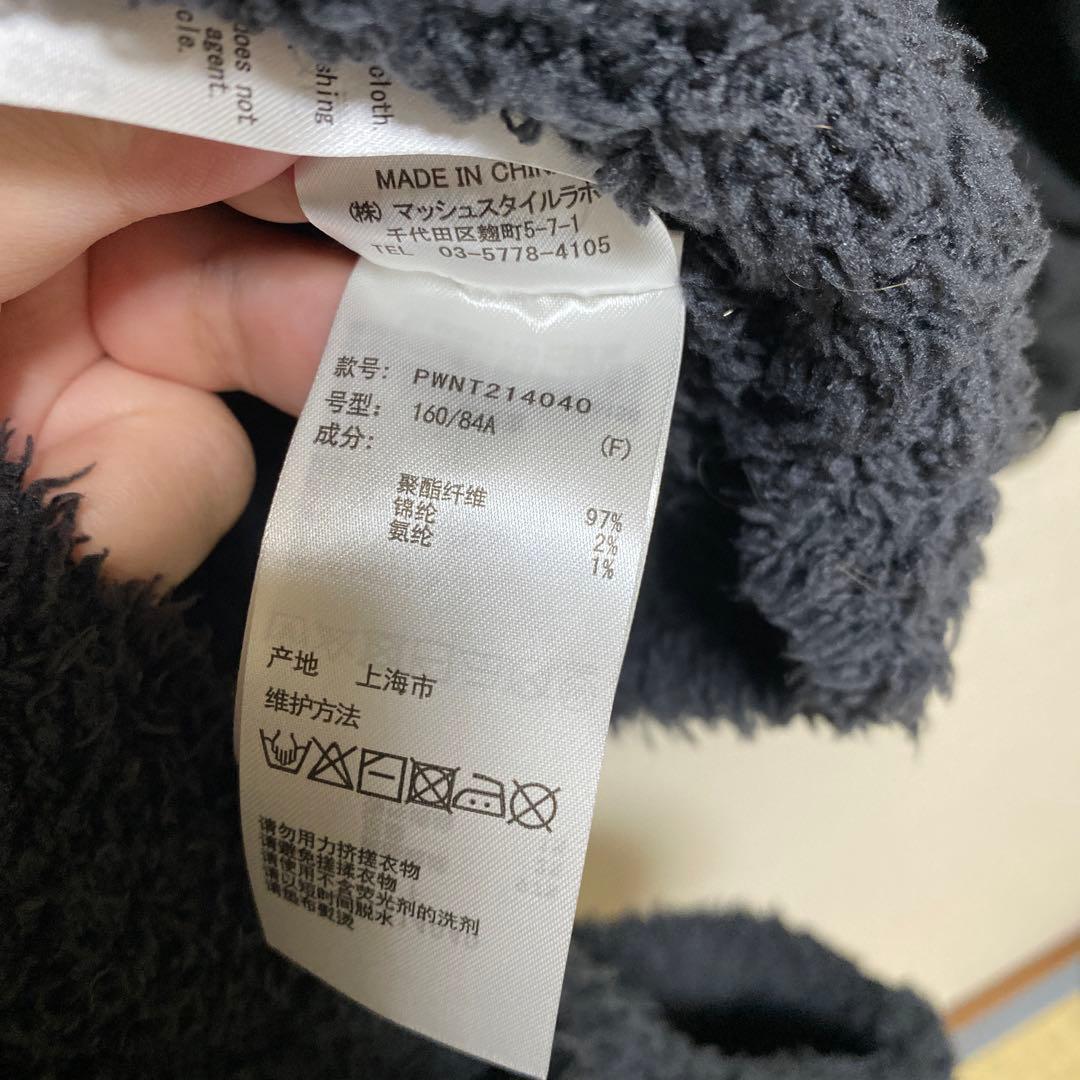 cloth.
shing
does not
agent.
cle.
MADE IN CHIN
(株) マッシュスタイルラボ
千代田区麹町5-7-1
TEL 03-5778-4105
款号: PWNT214040
号型: 160/84A (F)
成分:
聚酯纤维 97%
锦纶 2%
氨纶 1%
产地 上海市
维护方法
请勿用力挤搓衣物
请避免搓揉衣物
请使用不含荧光剂的洗剂
请以短时间脱水
请垫布熨烫